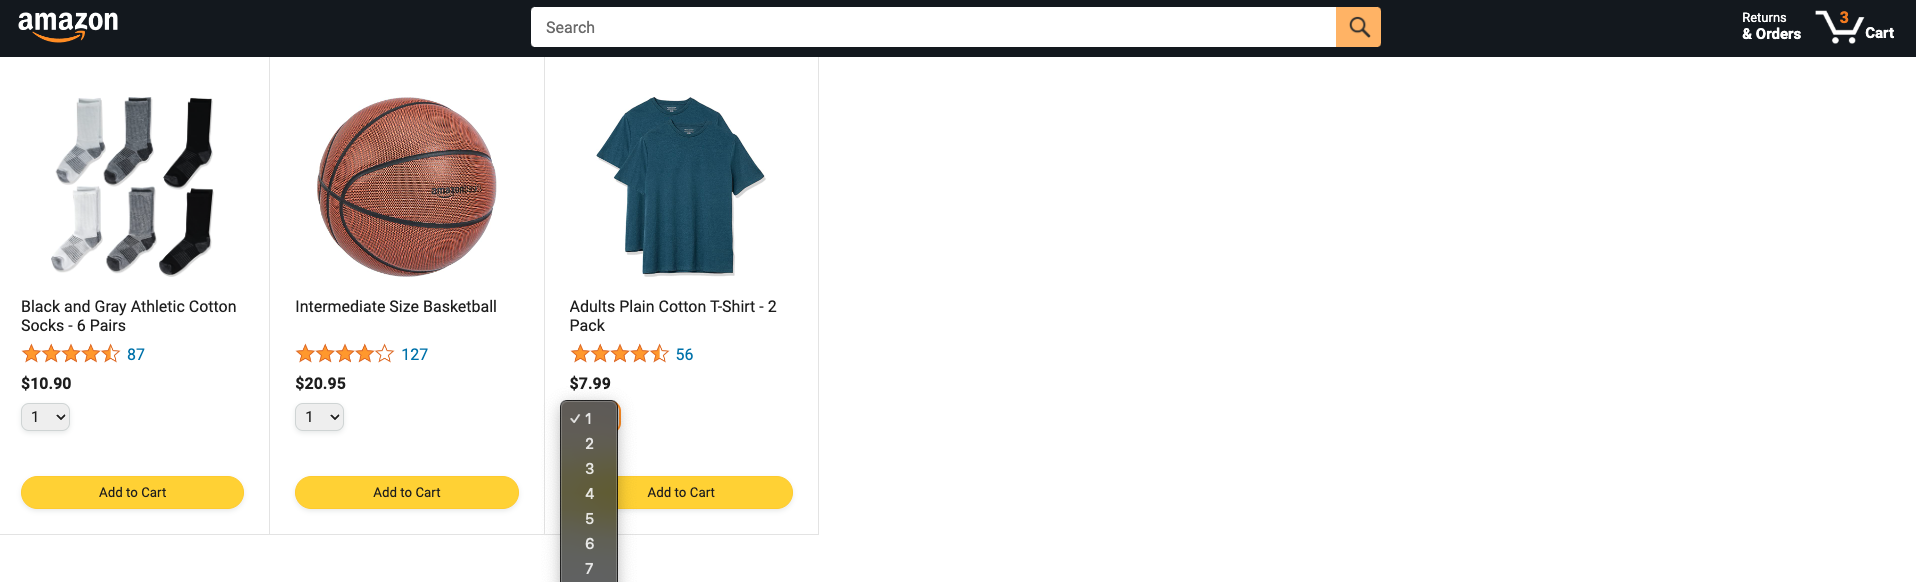 amazon
Search
Returns
& Orders
3
Cart
Black and Gray Athletic Cotton
Socks - 6 Pairs
87
$10.90
1
Add to Cart
Intermediate Size Basketball
127
$20.95
1
Add to Cart
Adults Plain Cotton T-Shirt - 2
Pack
56
$7.99
✓ 1
2
3
4
5
6
7
Add to Cart